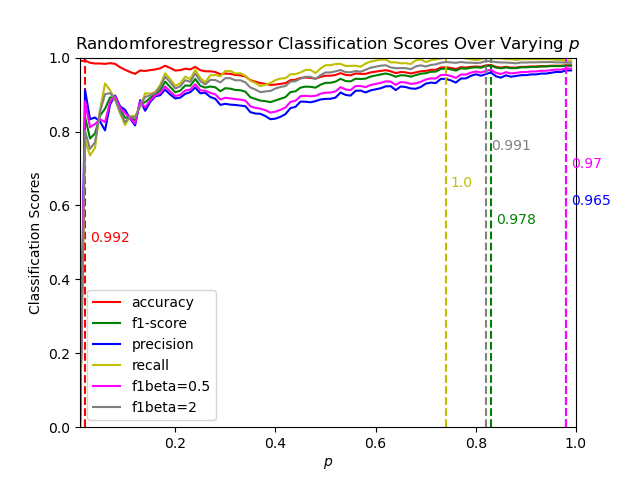 Randomforestregressor Classification Scores Over Varying p
Classification Scores
1.0
0.8
0.6
0.4
0.2
0.0
0.992
1.0
0.991
0.978
0.97
0.965
accuracy
f1-score
precision
recall
f1beta=0.5
f1beta=2
0.2
0.4
0.6
0.8
1.0
p